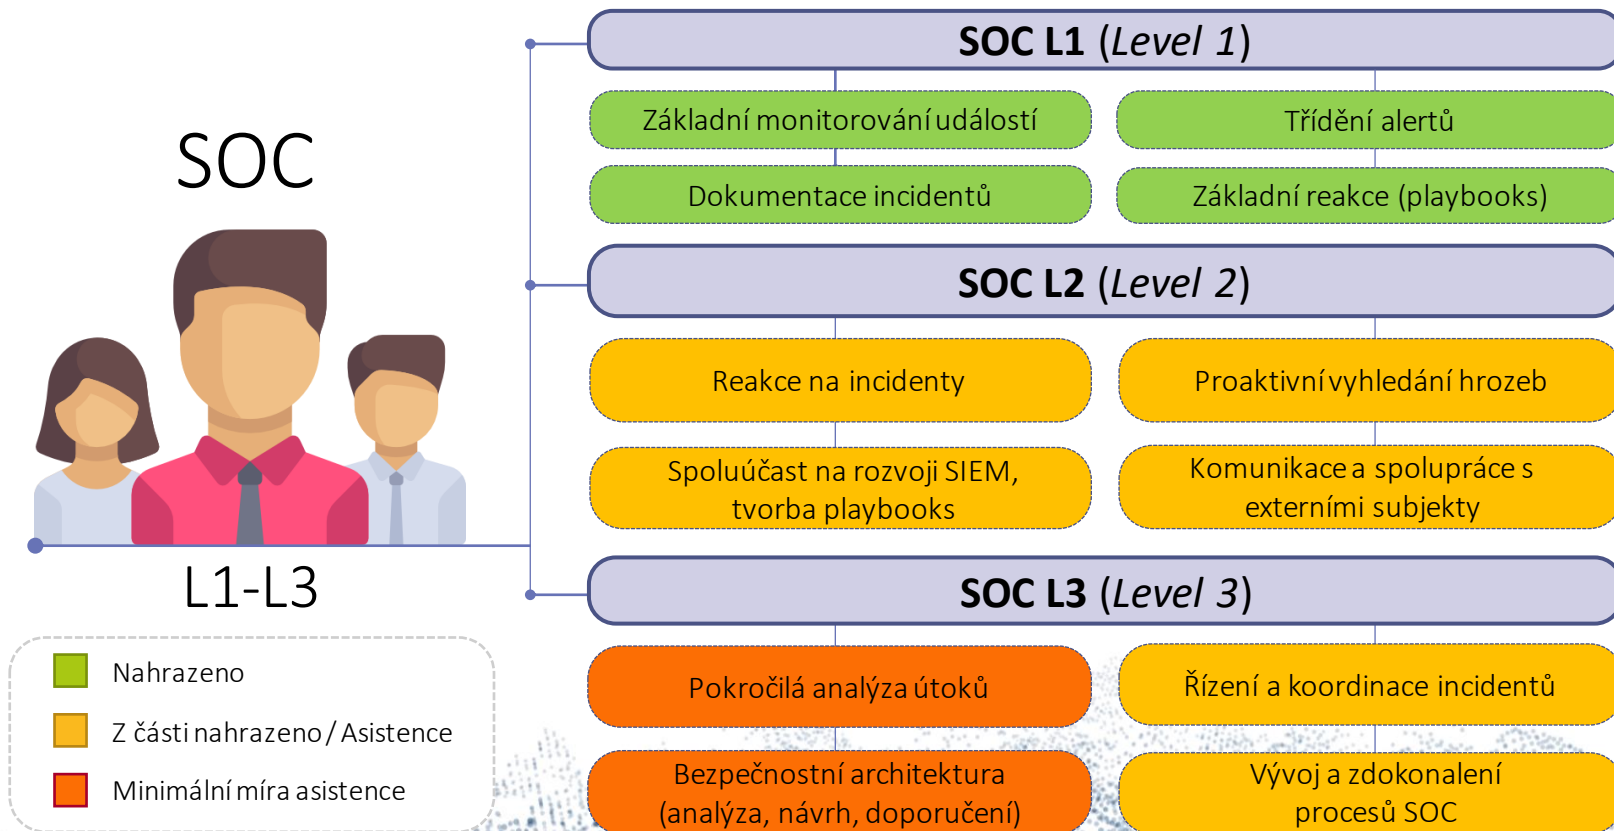 SOC
L1-L3
Nahrazeno
Z části nahrazeno / Asistence
Minimální míra asistence
SOC L1 (Level 1)
Základní monitorování událostí
Třídění alertů
Dokumentace incidentů
Základní reakce (playbooks)
SOC L2 (Level 2)
Reakce na incidenty
Proaktivní vyhledání hrozeb
Spoluúčast na rozvoji SIEM,
tvorba playbooks
Komunikace a spolupráce s
externími subjekty
SOC L3 (Level 3)
Pokročilá analýza útoků
Řízení a koordinace incidentů
Bezpečnostní architektura
(analýza, návrh, doporučení)
Vývoj a zdokonalení
procesů SOC